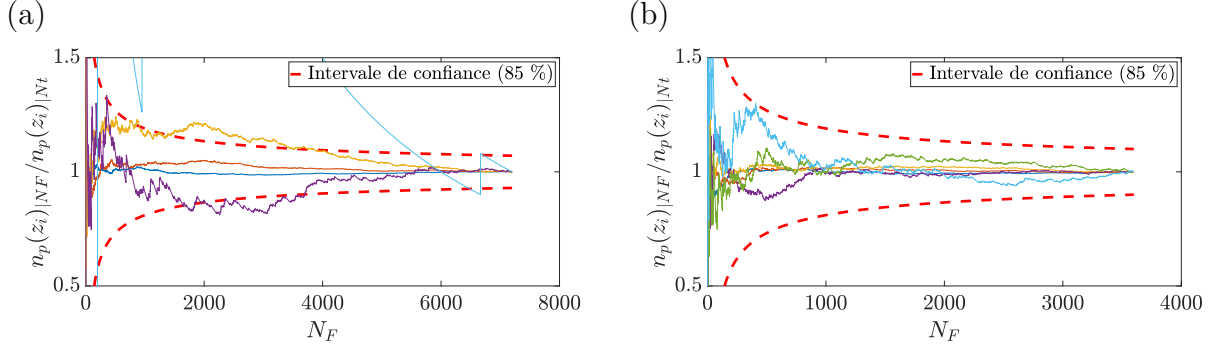 (a)
1.5
1
0.5
n_p(z_i)_{|NF}/n_p(z_i)_{|Nt}
Intervale de confiance (85 %)
0 2000 4000 6000 8000
N_F
(b)
1.5
1
0.5
n_p(z_i)_{|NF}/n_p(z_i)_{|Nt}
Intervale de confiance (85 %)
0 1000 2000 3000 4000
N_F